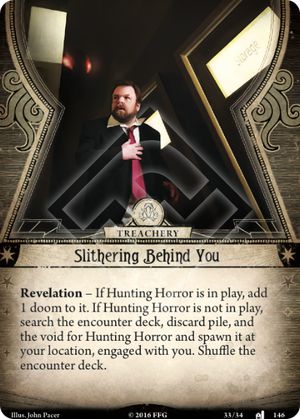 Storage
TREACHERY
Slithering Behind You
Revelation – If Hunting Horror is in play, add
1 doom to it. If Hunting Horror is not in play,
search the encounter deck, discard pile, and
the void for Hunting Horror and spawn it at
your location, engaged with you. Shuffle the
encounter deck.
Illus. John Pacer © 2016 FFG 33/34 146